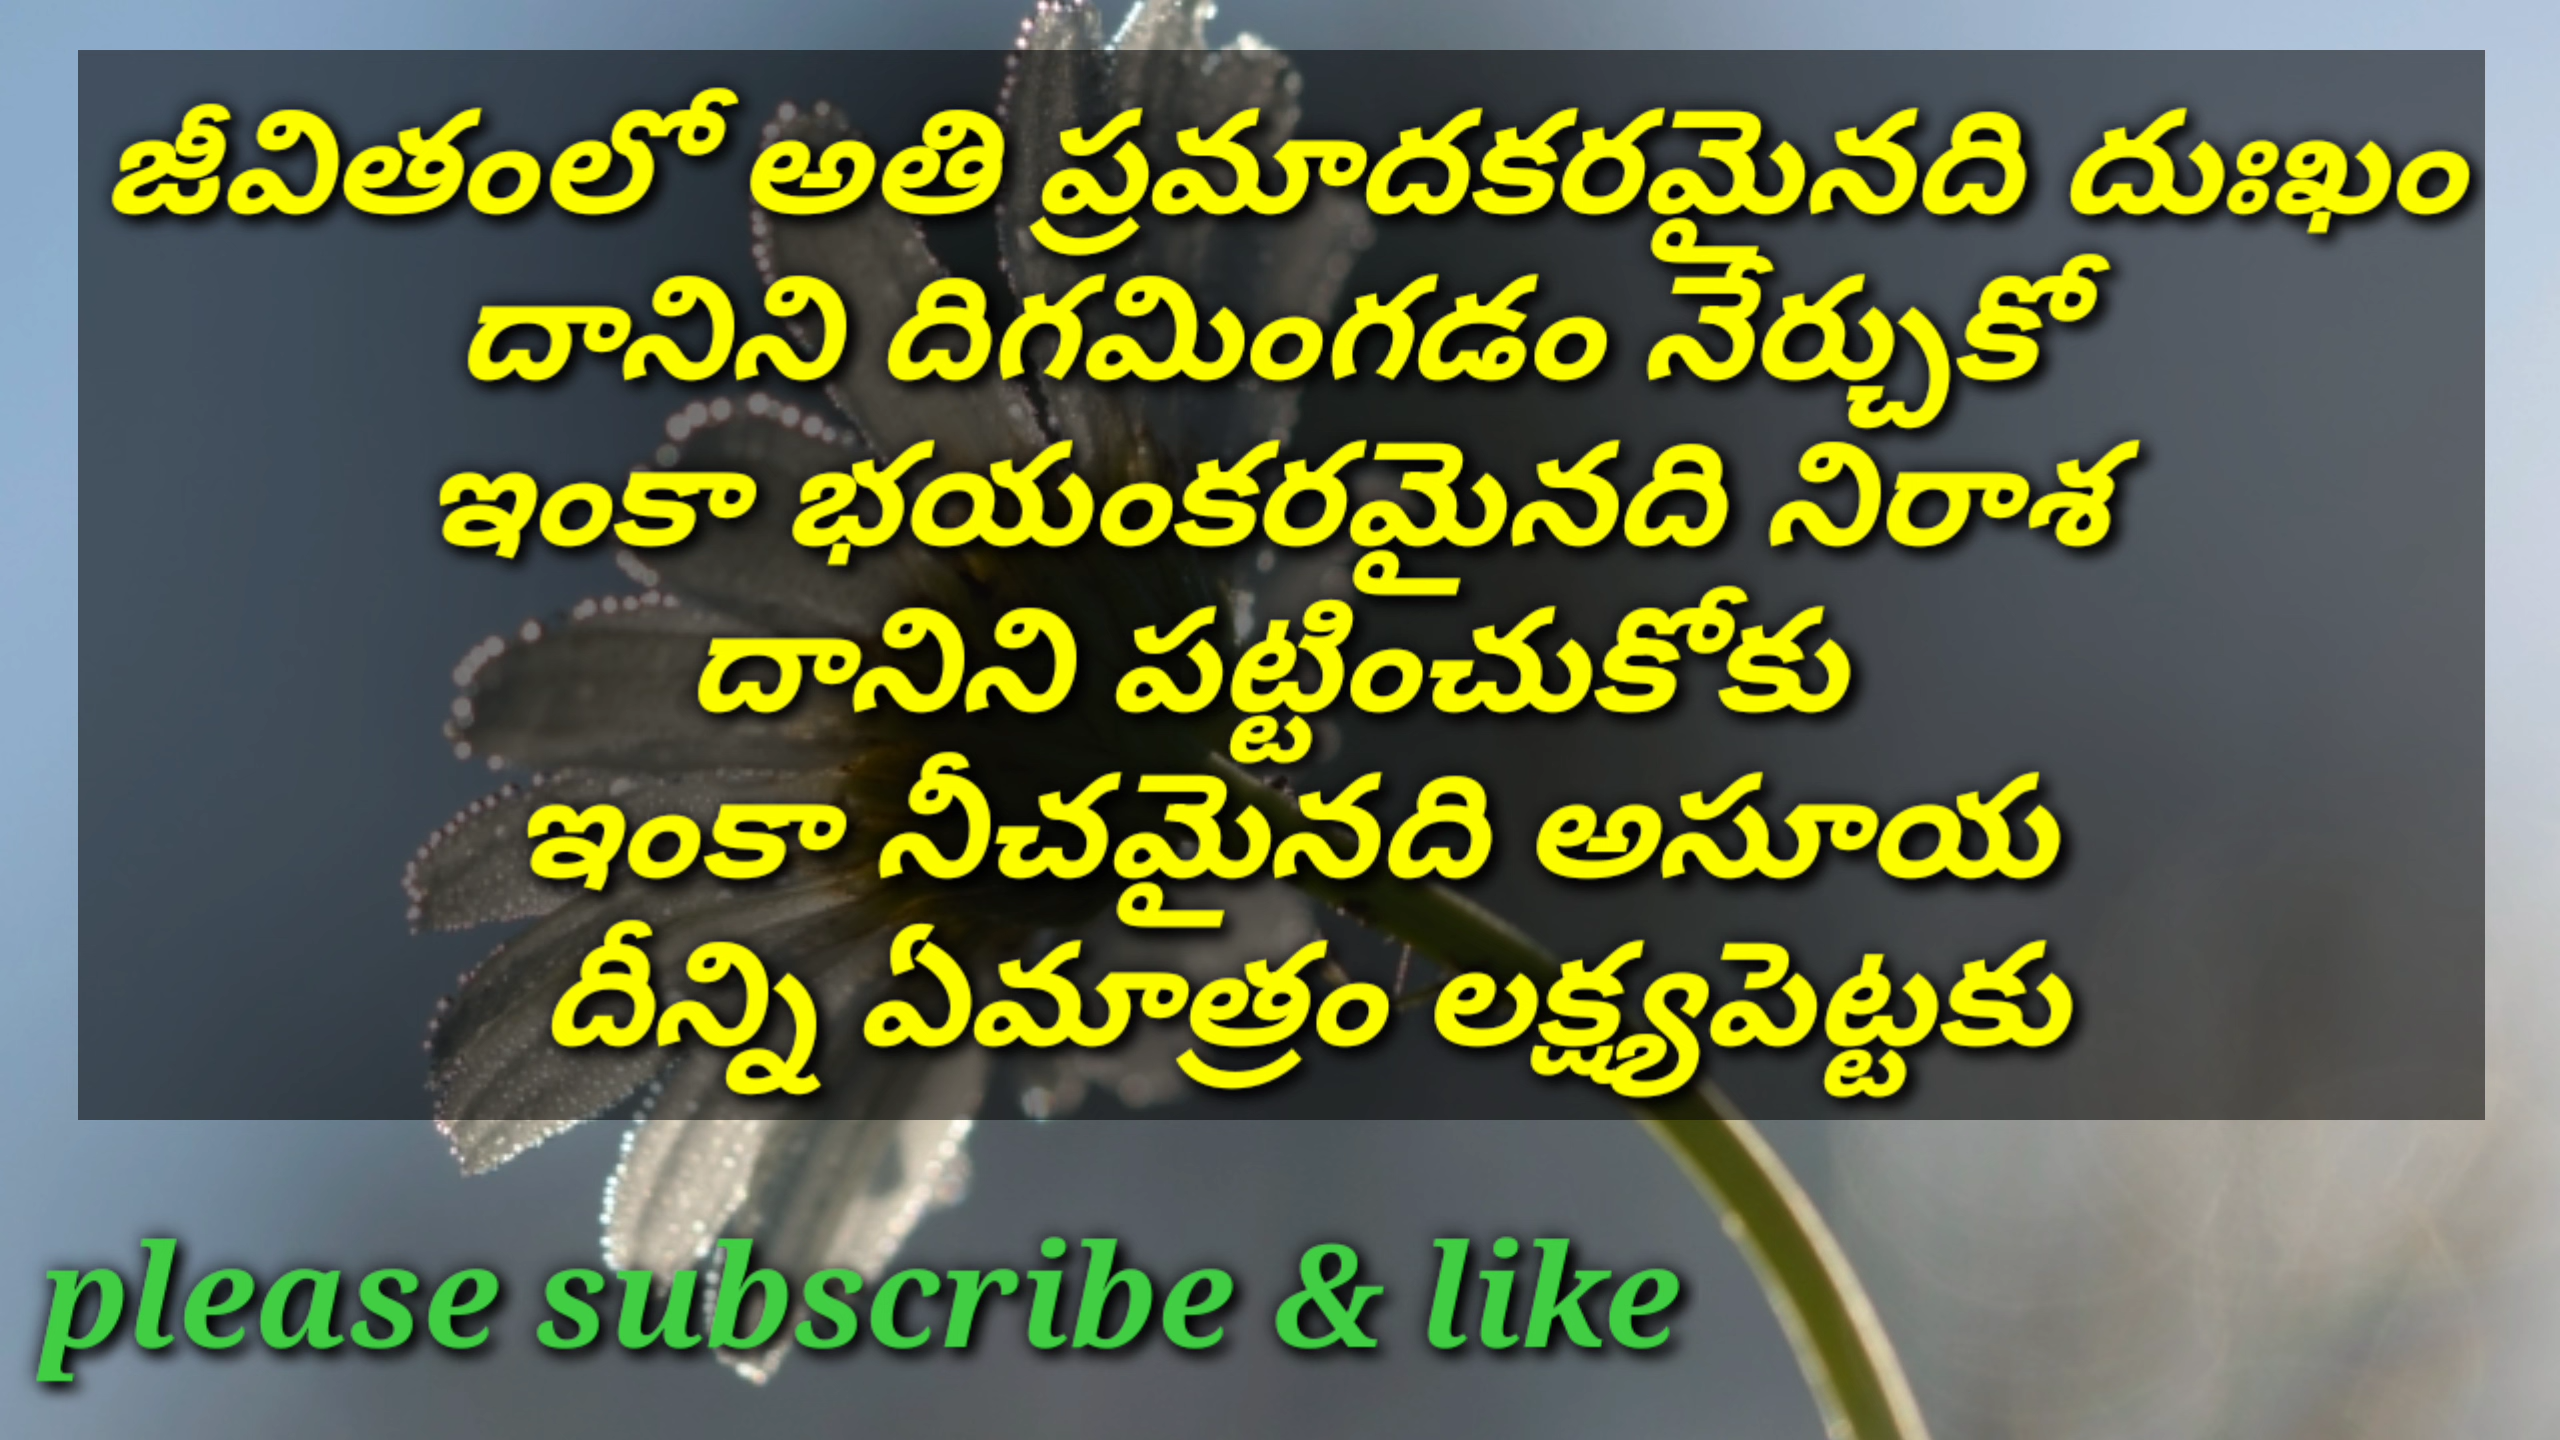 జీవితంలో అతి ప్రమాదకరమైనది దుఃఖం
దానిని దిగమింగడం నేర్చుకో
ఇంకా భయంకరమైనది నిరాశ
దానిని పట్టించుకోకు
ఇంకా నీచమైనది అసూయ
దీన్ని ఏమాత్రం లక్ష్యపెట్టకు
please subscribe & like